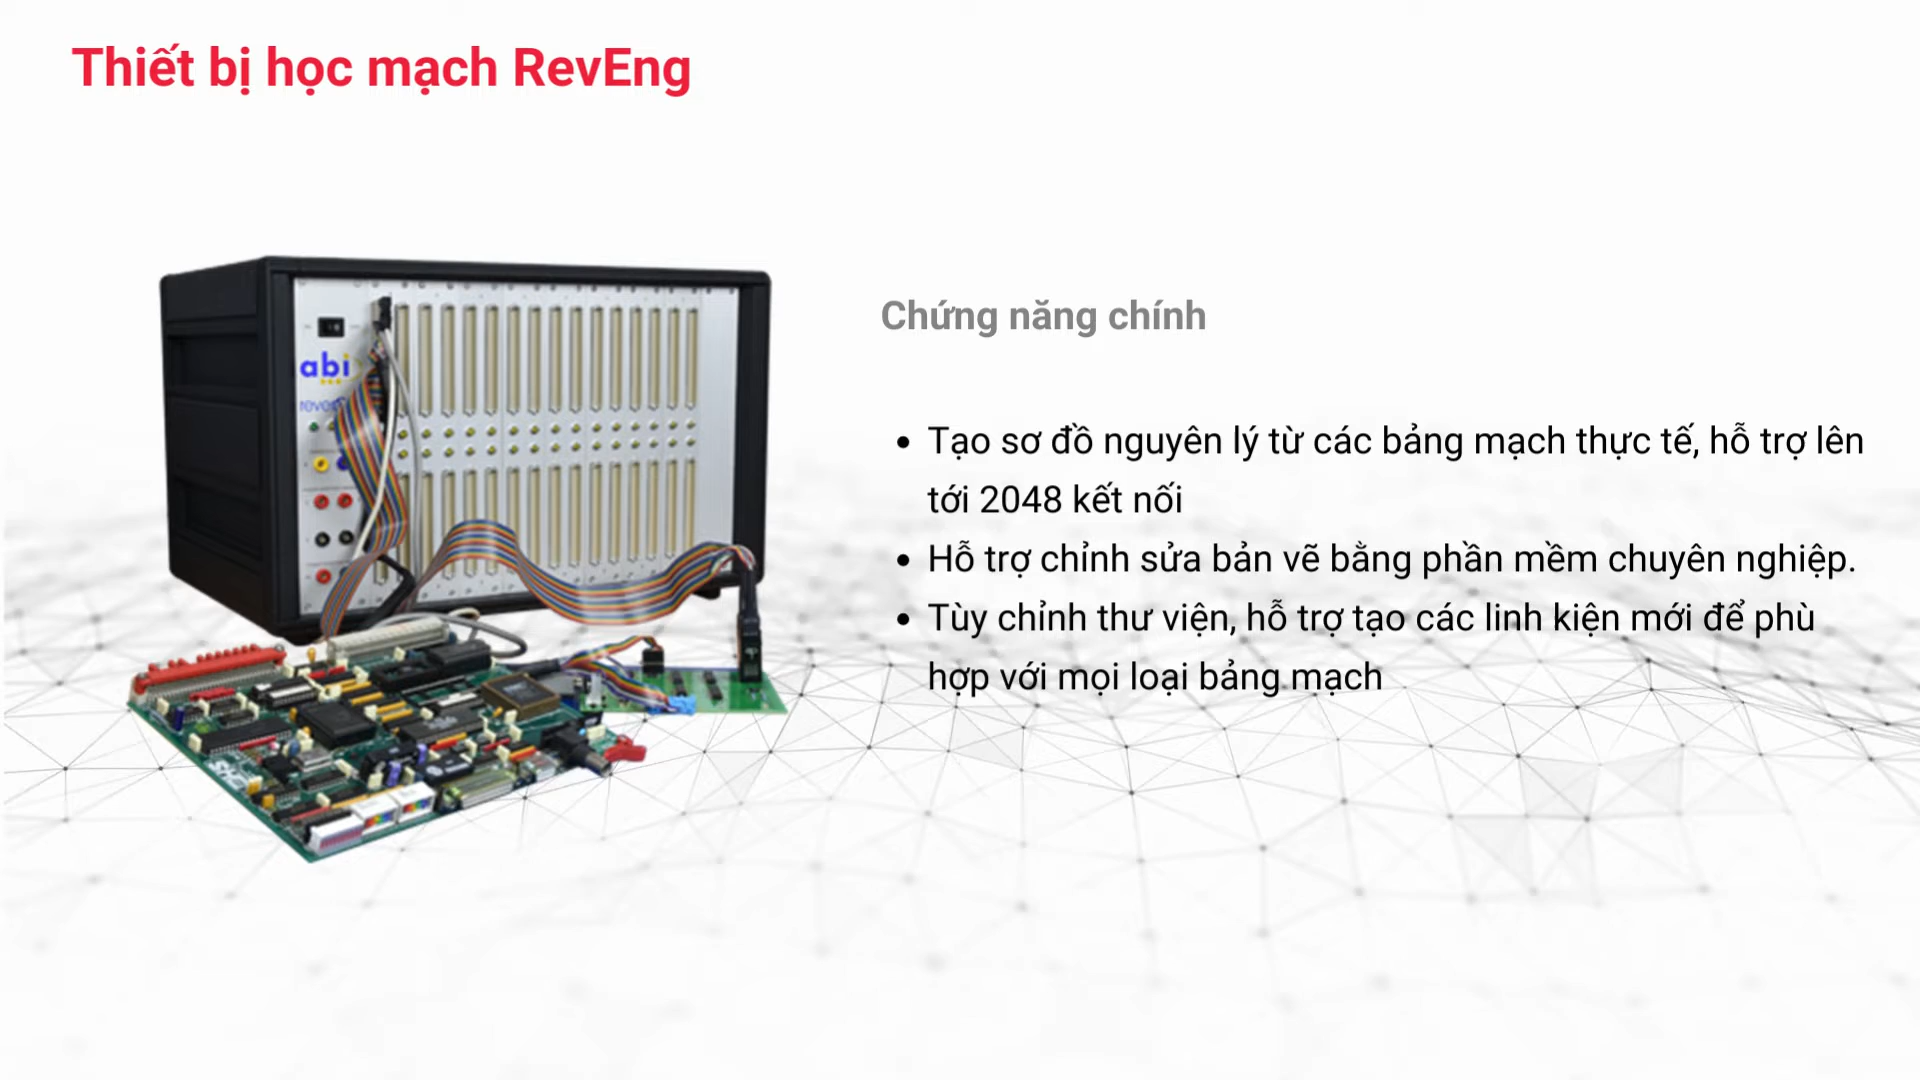 Thiết bị học mạch RevEng
abi
Chứng năng chính
• Tạo sơ đồ nguyên lý từ các bảng mạch thực tế, hỗ trợ lên
tới 2048 kết nối
• Hỗ trợ chỉnh sửa bản vẽ bằng phần mềm chuyên nghiệp.
• Tùy chỉnh thư viện, hỗ trợ tạo các linh kiện mới để phù
hợp với mọi loại bảng mạch